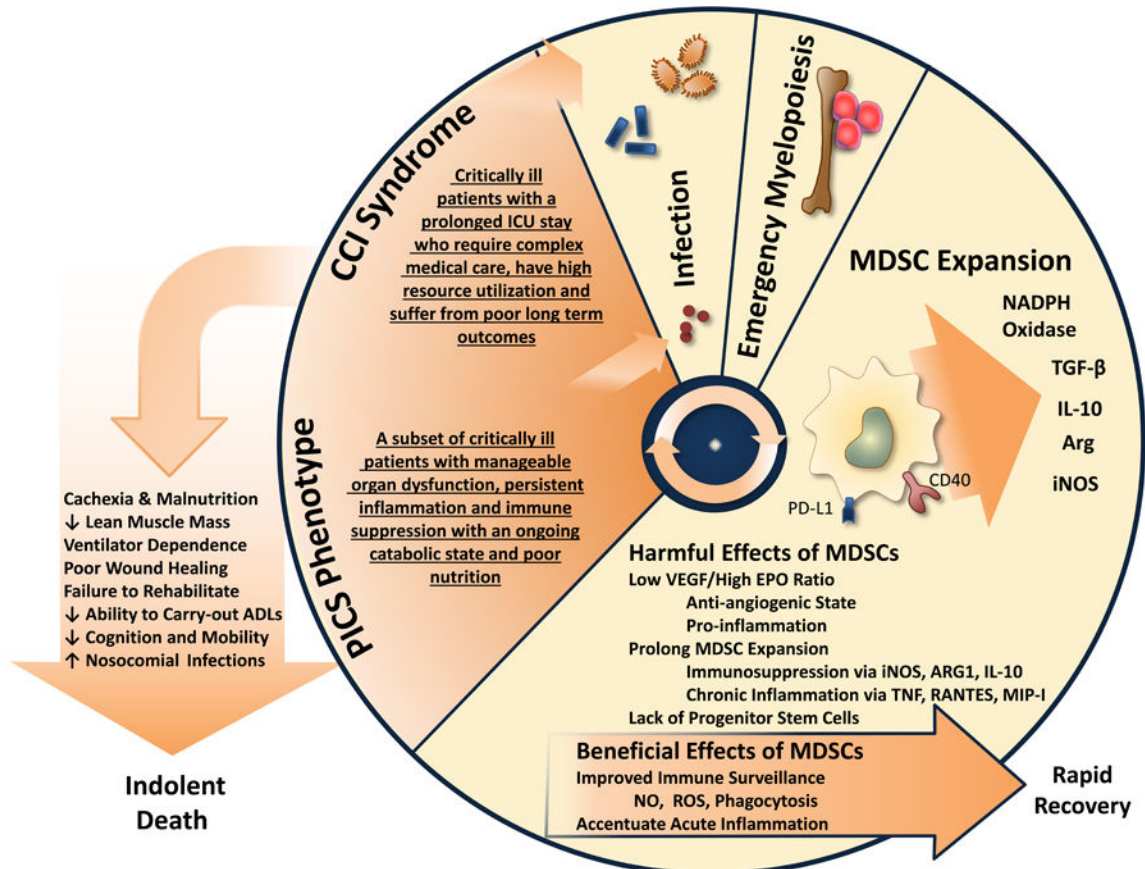 CCI Syndrome
Critically ill
patients with a
prolonged ICU stay
who require complex
medical care, have high
resource utilization and
suffer from poor long term
outcomes
PICS Phenotype
A subset of critically ill
patients with manageable
organ dysfunction, persistent
inflammation and immune
suppression with an ongoing
catabolic state and poor
nutrition
Infection
Emergency Myelopoiesis
MDSC Expansion
NADPH
Oxidase
TGF-β
IL-10
Arg
iNOS
CD40
PD-L1
Harmful Effects of MDSCs
Low VEGF/High EPO Ratio
Anti-angiogenic State
Pro-inflammation
Prolong MDSC Expansion
Immunosuppression via iNOS, ARG1, IL-10
Chronic Inflammation via TNF, RANTES, MIP-I
Lack of Progenitor Stem Cells
Beneficial Effects of MDSCs
Improved Immune Surveillance
NO, ROS, Phagocytosis
Accentuate Acute Inflammation
Rapid
Recovery
Cachexia & Malnutrition
↓ Lean Muscle Mass
Ventilator Dependence
Poor Wound Healing
Failure to Rehabilitate
↓ Ability to Carry-out ADLs
↓ Cognition and Mobility
↑ Nosocomial Infections
Indolent
Death